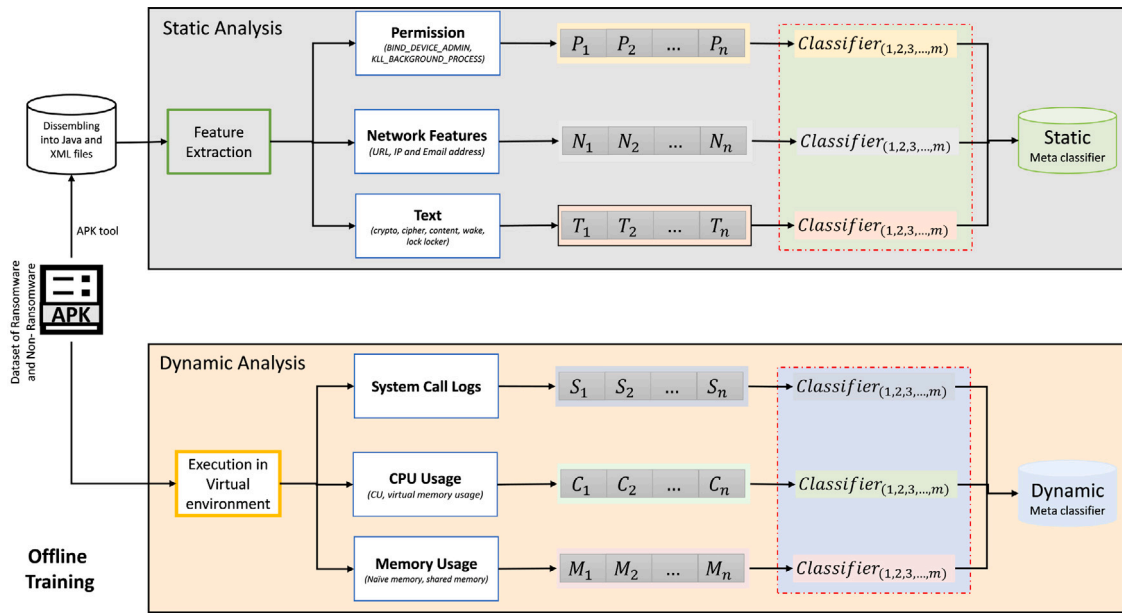 Static Analysis
Permission
(BIND_DEVICE_ADMIN,
KLL_BACKGROUND_PROCESS)
P₁ P₂ ... Pₙ
Classifier₍₁,₂,₃,...,ₘ₎
Dissembling
into Java and
XML files
Feature
Extraction
Network Features
(URL, IP and Email address)
N₁ N₂ ... Nₙ
Classifier₍₁,₂,₃,...,ₘ₎
Static
Meta classifier
Text
(crypto, cipher, content, wake,
lock locker)
T₁ T₂ ... Tₙ
Classifier₍₁,₂,₃,...,ₘ₎
APK tool
APK
Dataset of Ransomware
and Non- Ransomware
Dynamic Analysis
System Call Logs
S₁ S₂ ... Sₙ
Classifier₍₁,₂,₃,...,ₘ₎
Execution in
Virtual
environment
CPU Usage
(CU, virtual memory usage)
C₁ C₂ ... Cₙ
Classifier₍₁,₂,₃,...,ₘ₎
Dynamic
Meta classifier
Memory Usage
(Naïve memory, shared memory)
M₁ M₂ ... Mₙ
Classifier₍₁,₂,₃,...,ₘ₎
Offline
Training